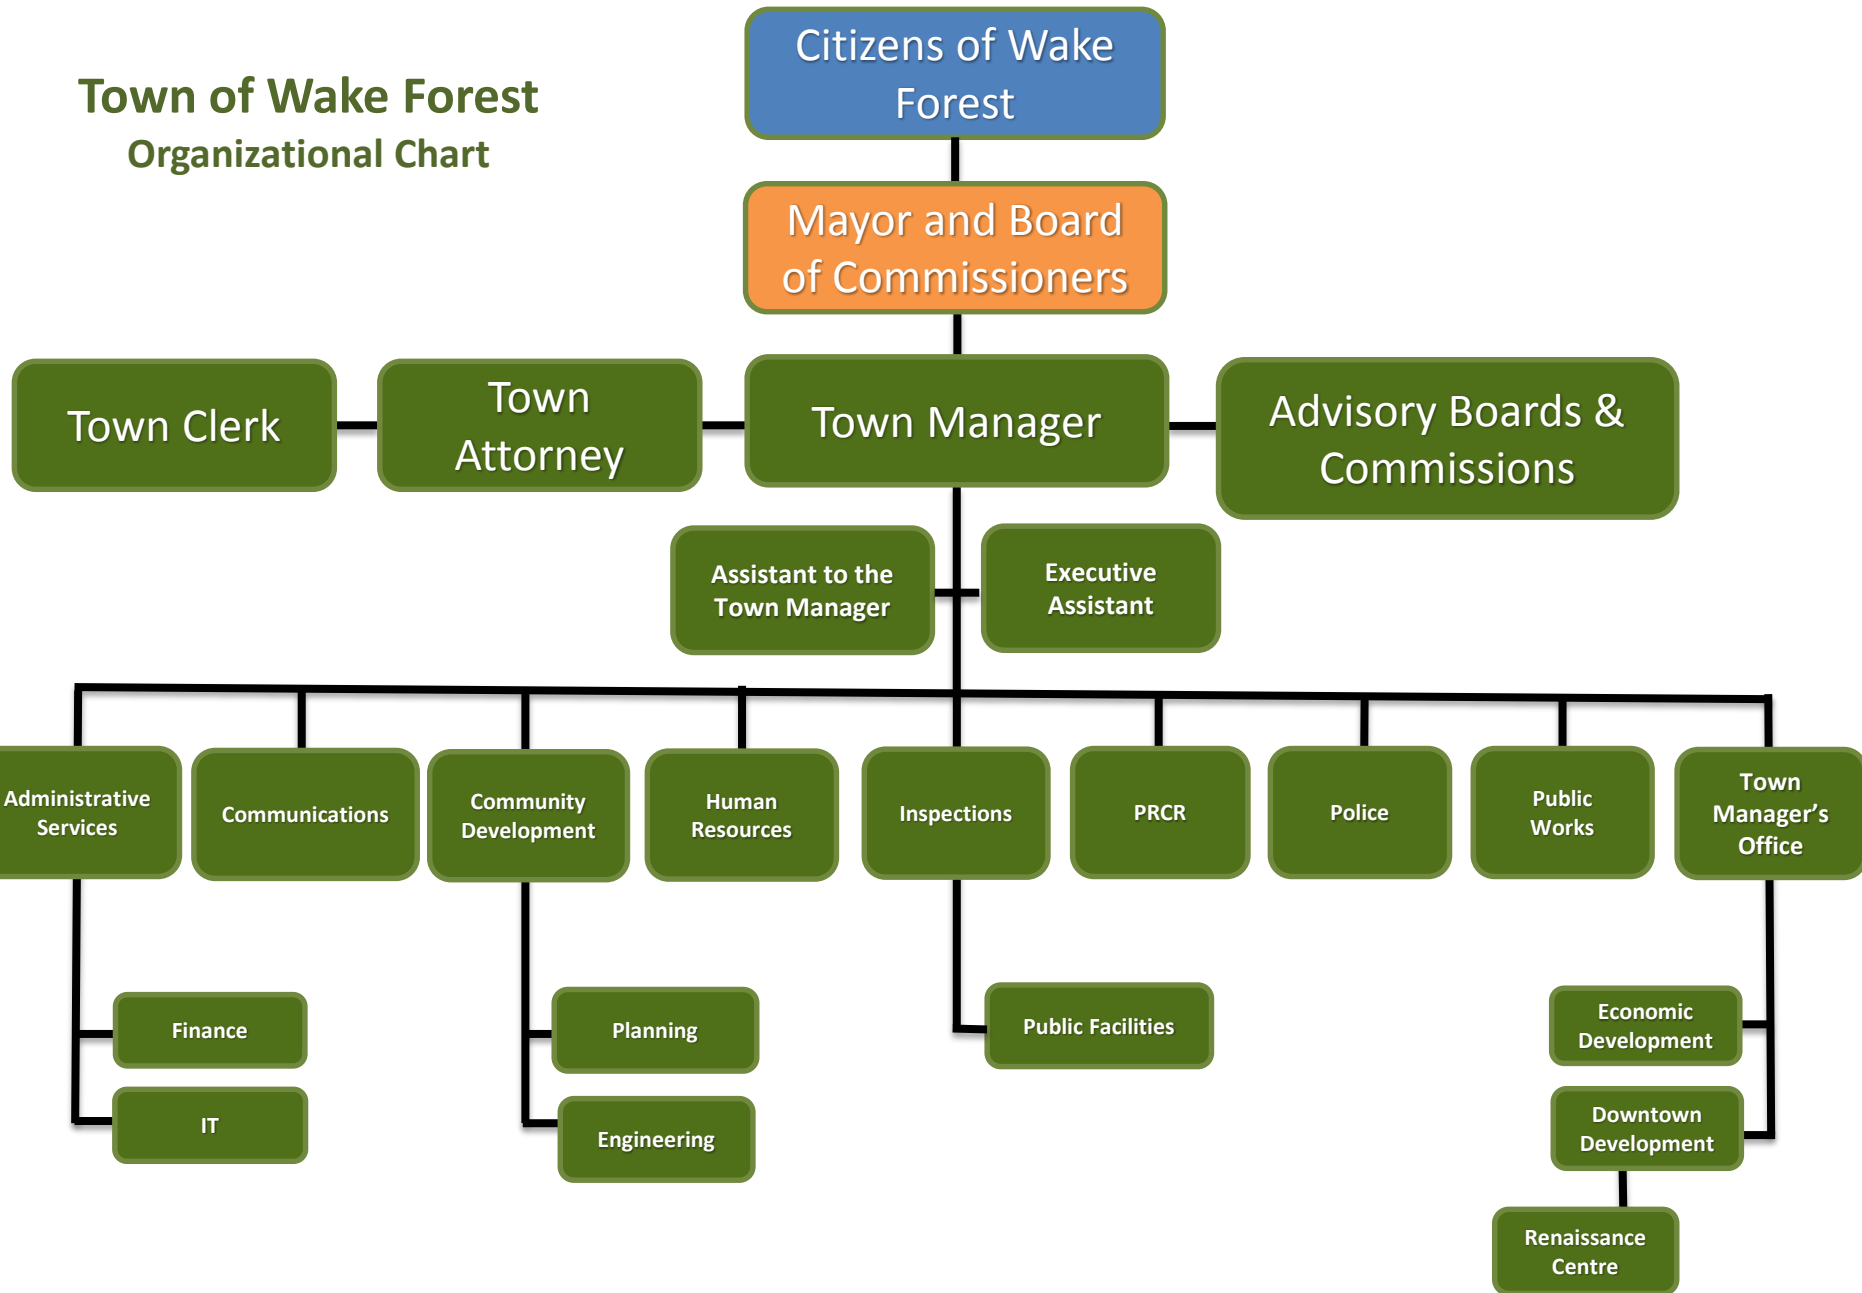 Town of Wake Forest
Organizational Chart
Citizens of Wake
Forest
Mayor and Board
of Commissioners
Town Clerk
Town
Attorney
Town Manager
Advisory Boards &
Commissions
Assistant to the
Town Manager
Executive
Assistant
Administrative
Services
Communications
Community
Development
Human
Resources
Inspections
PRCR
Police
Public
Works
Town
Manager’s
Office
Finance
IT
Planning
Engineering
Public Facilities
Economic
Development
Downtown
Development
Renaissance
Centre